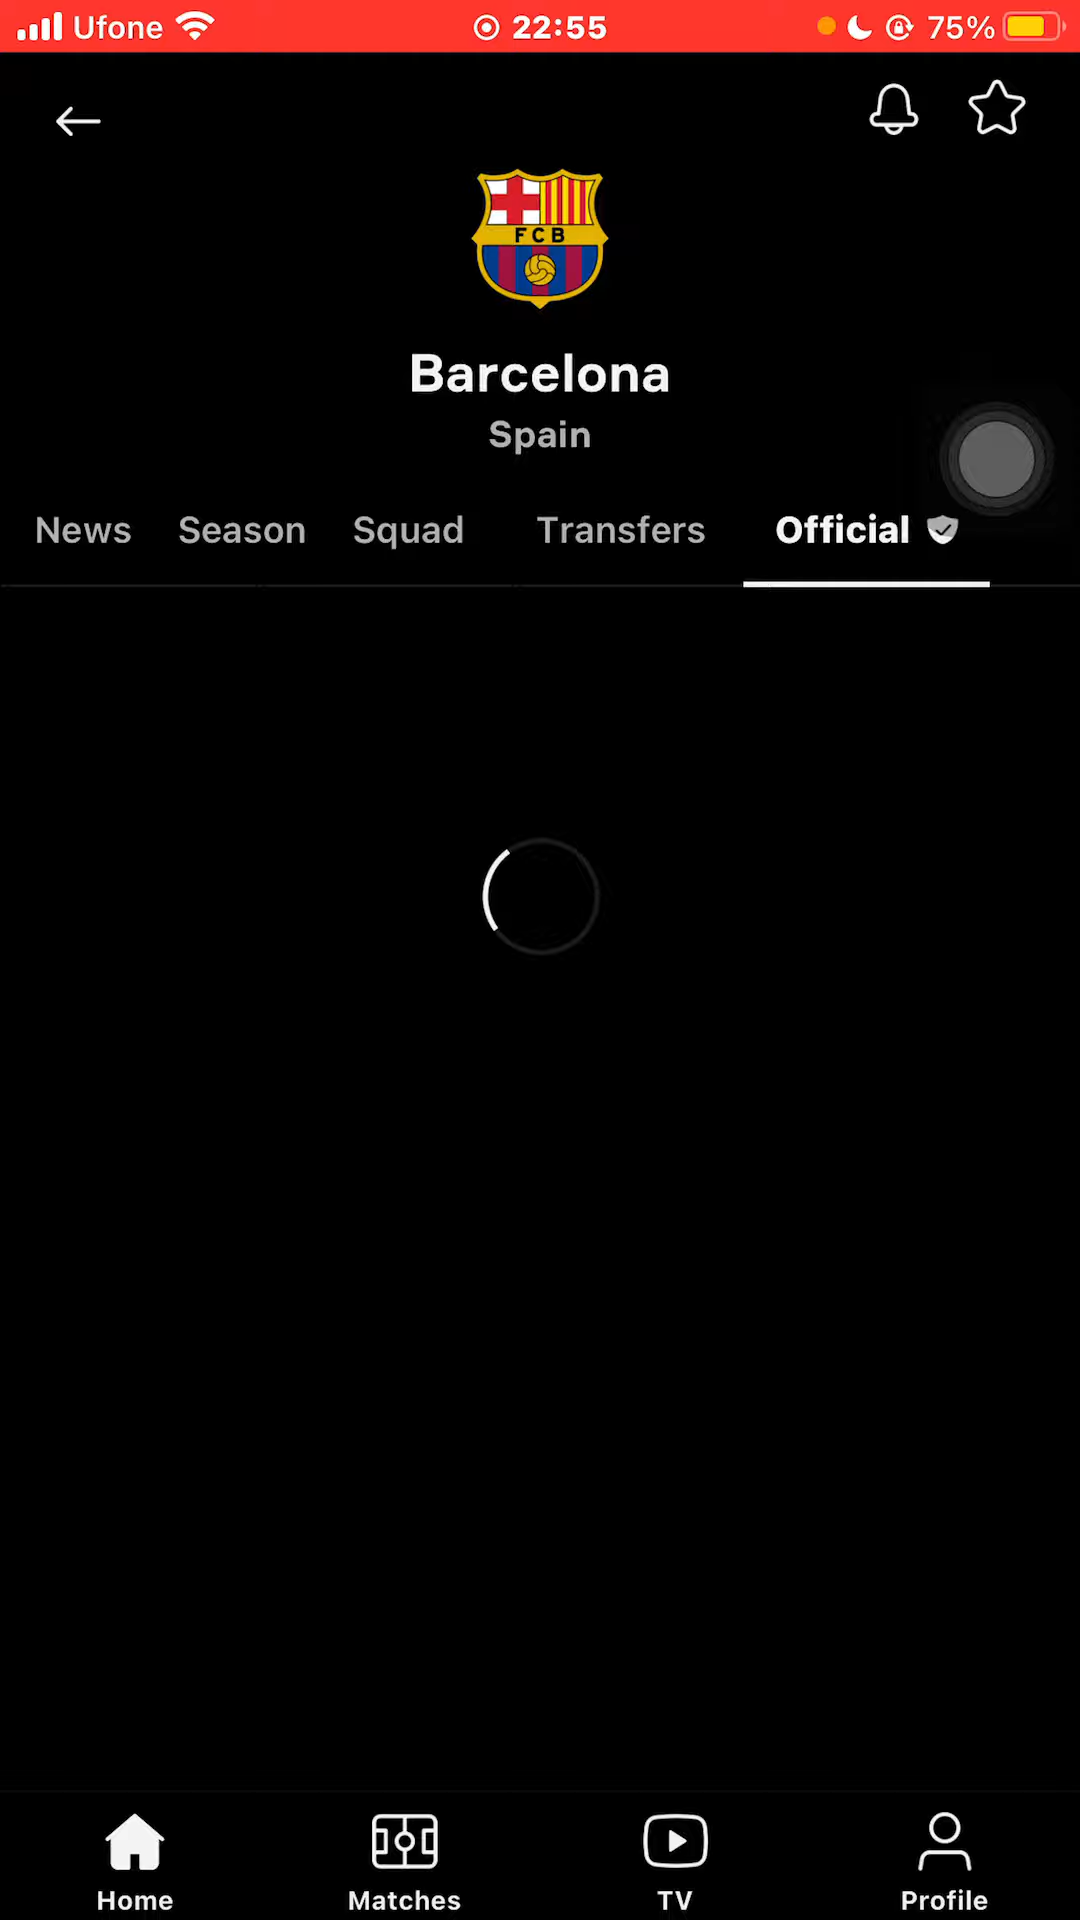 Ufone 22:55 75%
FCB
Barcelona
Spain
News Season Squad Transfers Official
Home Matches TV Profile